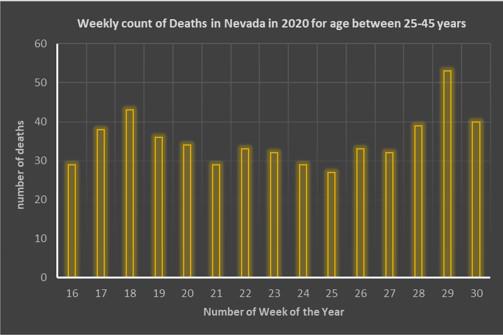 Weekly count of Deaths in Nevada in 2020 for age between 25-45 years
60
50
40
30
20
10
0
number of deaths
16 17 18 19 20 21 22 23 24 25 26 27 28 29 30
Number of Week of the Year